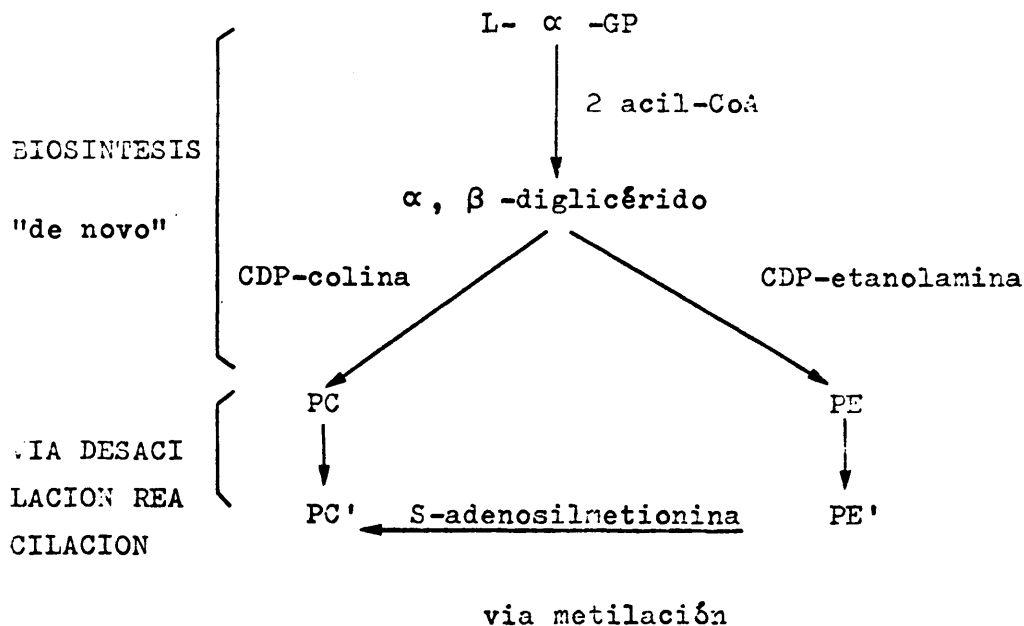 L- α -GP
2 acil-CoA
BIOSINTESIS
"de novo"
α, β -diglicérido
CDP-colina
CDP-etanolamina
PC
PE
VIA DESACI
LACION REA
CILACION
PC'
S-adenosilmetionina
PE'
via metilación